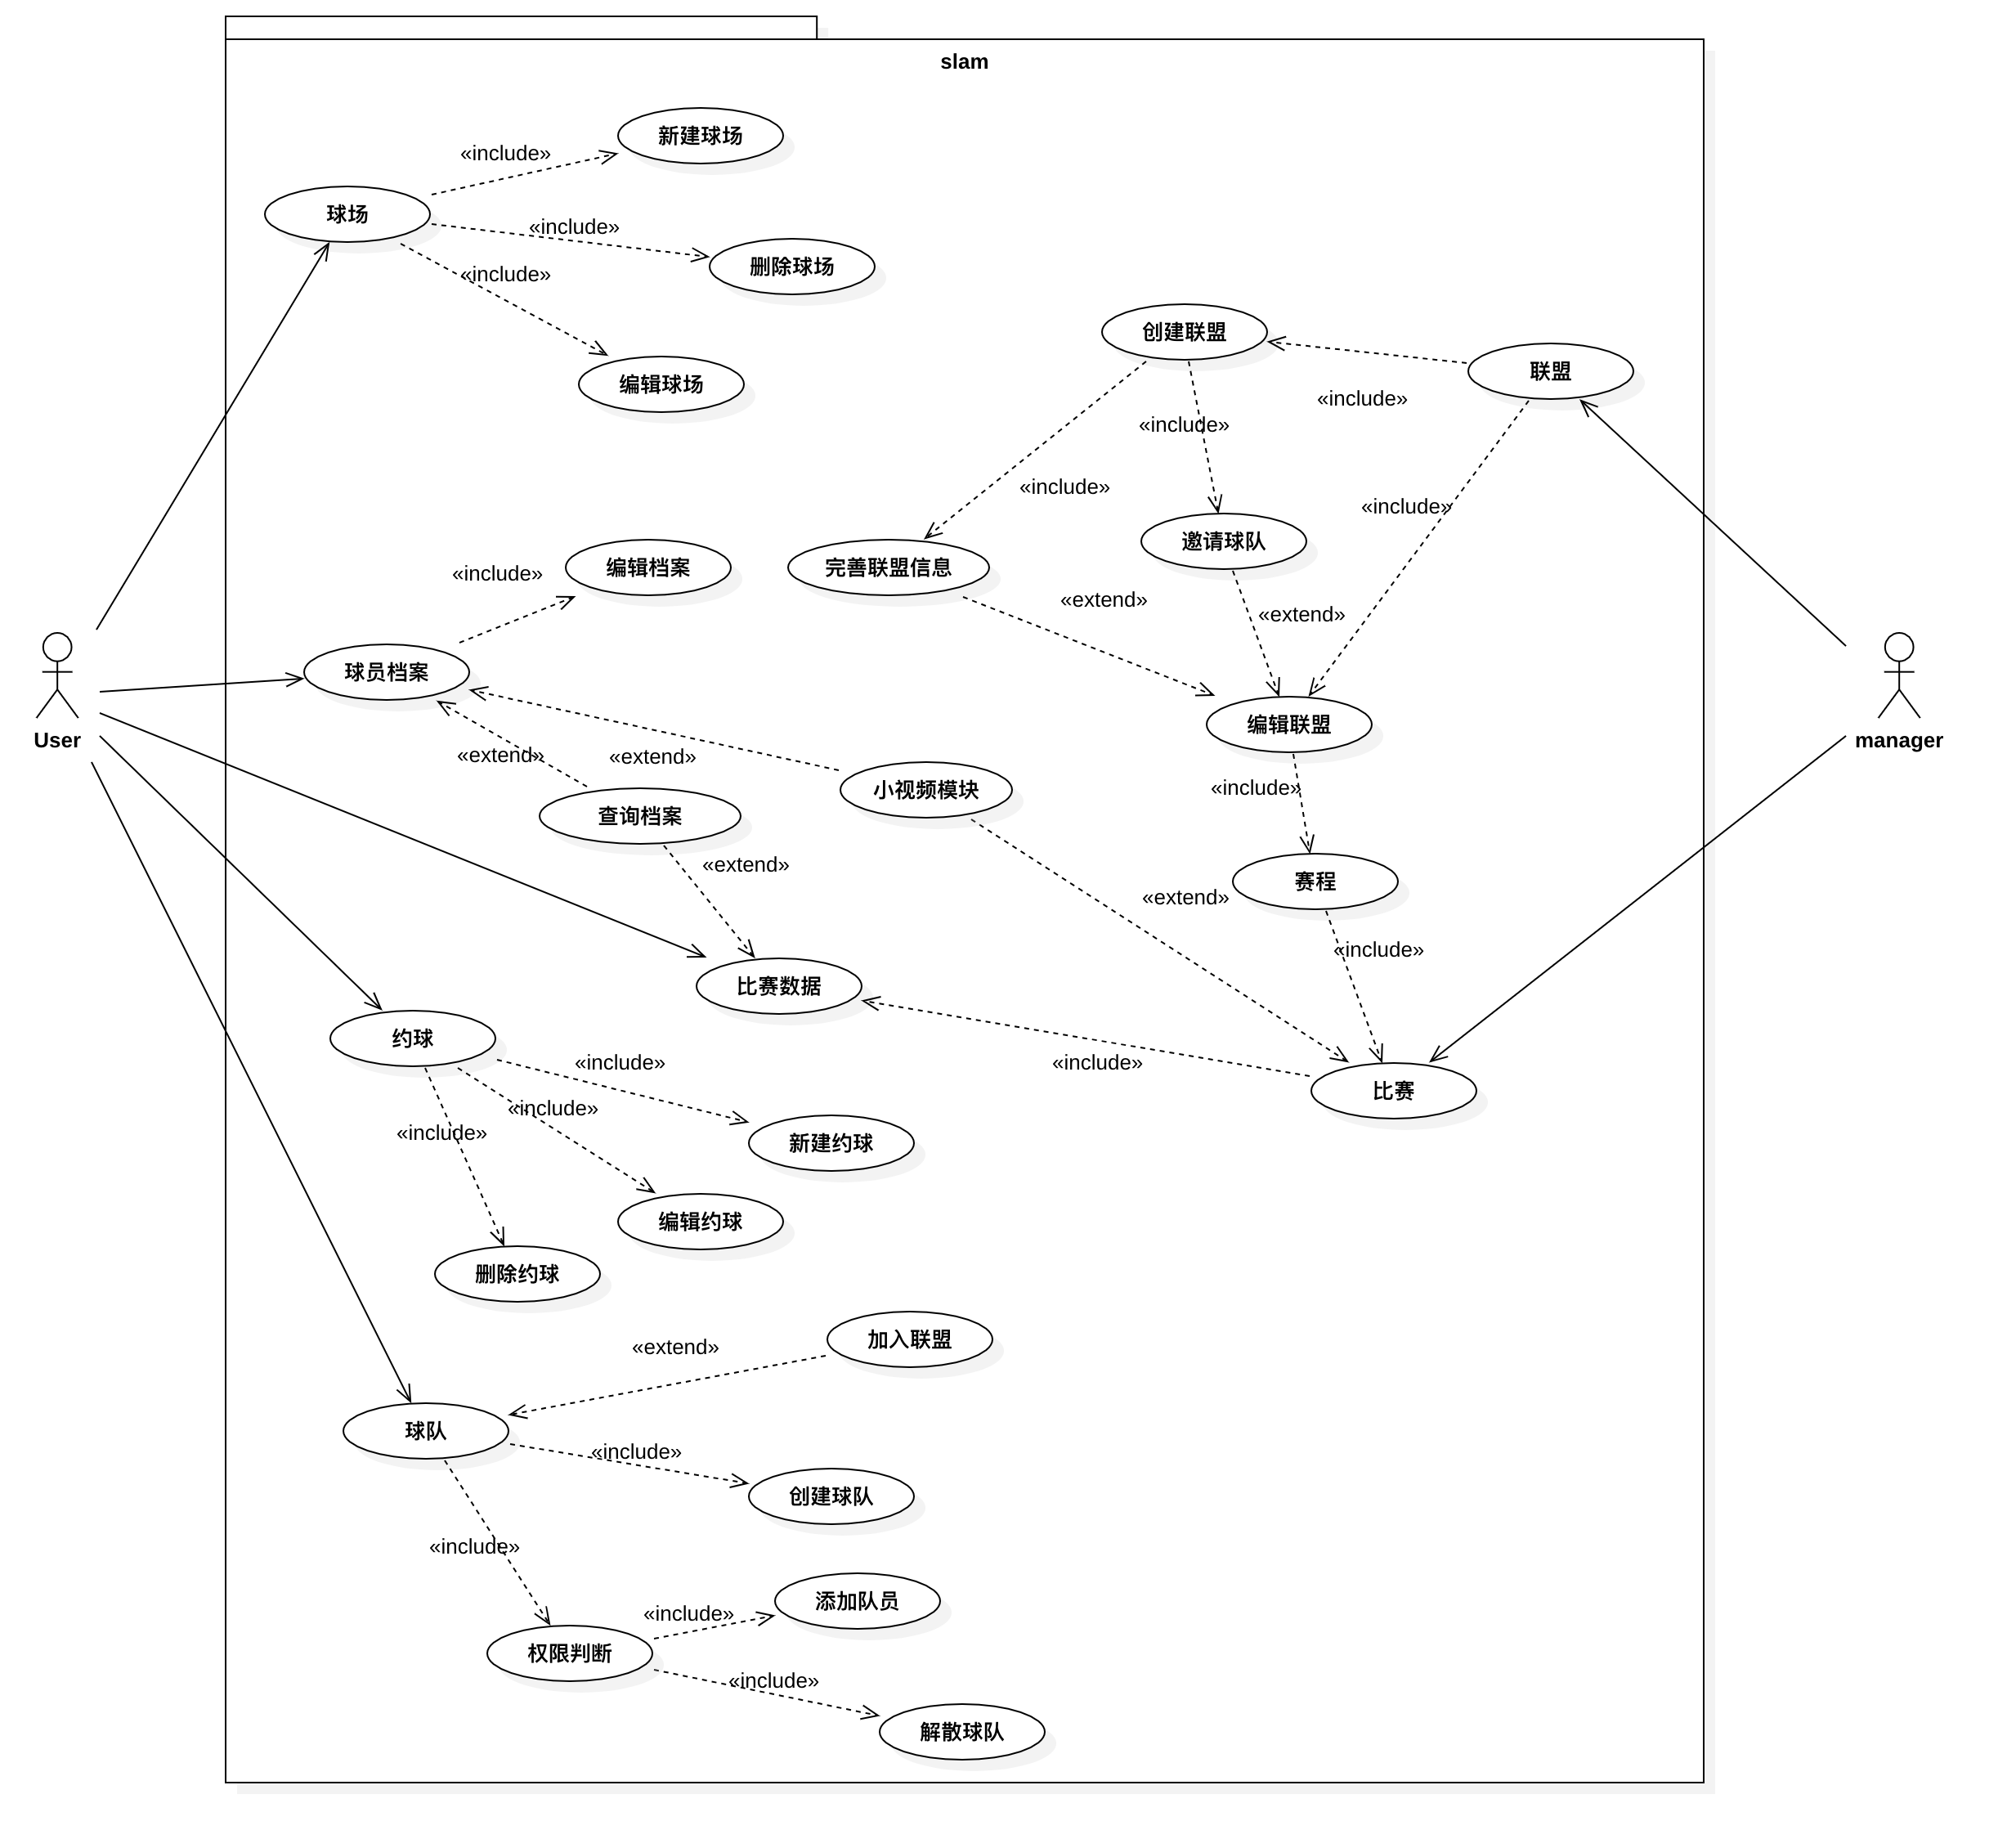 slam
新建球场
«include»
球场
«include»
删除球场
«include»
创建联盟
联盟
编辑球场
«include»
«include»
«include»
«include»
邀请球队
编辑档案
完善联盟信息
«include»
«extend»
«extend»
球员档案
User
manager
编辑联盟
«extend»
«extend»
小视频模块
«include»
查询档案
«extend»
赛程
«extend»
«include»
比赛数据
约球
«include»
«include»
比赛
«include»
«include»
新建约球
编辑约球
删除约球
加入联盟
«extend»
球队
«include»
创建球队
«include»
添加队员
«include»
权限判断
«include»
解散球队